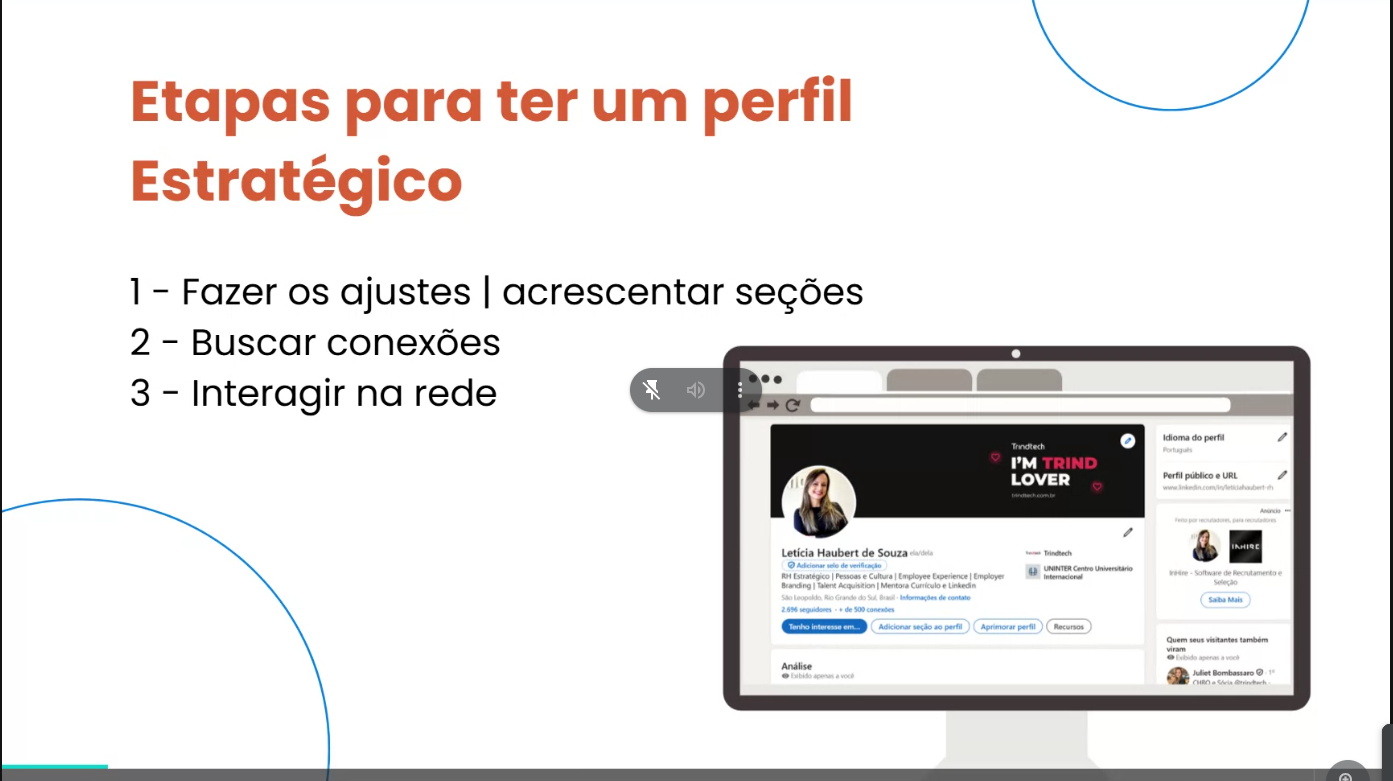 Etapas para ter um perfil
Estratégico
1 - Fazer os ajustes | acrescentar seções
2 - Buscar conexões
3 - Interagir na rede
Trindtech
I'M TRIND
LOVER
trindtech.com.br
Letícia Haubert de Souza ela/dela
Adicionar selo de verificação
RH Estratégico | Pessoas e Cultura | Employee Experience | Employer
Branding | Talent Acquisition | Mentora Currículo e Linkedin
São Leopoldo, Rio Grande do Sul, Brasil · Informações de contato
2.696 seguidores · + de 500 conexões
Tenho interesse em...
Adicionar seção ao perfil
Aprimorar perfil
Recursos
Trindtech
UNINTER Centro Universitário
Internacional
Análise
Exibido apenas a você
Idioma do perfil
Português
Perfil público e URL
www.linkedin.com/in/leticiahaubert-rh
Anúncio
Feito por recrutadores, para recrutadores
INHIRE
InHire - Software de Recrutamento e
Seleção
Saiba Mais
Quem seus visitantes também
viram
Exibido apenas a você
Juliet Bombassaro · 1º
CHRO e Sócia @trindtech -